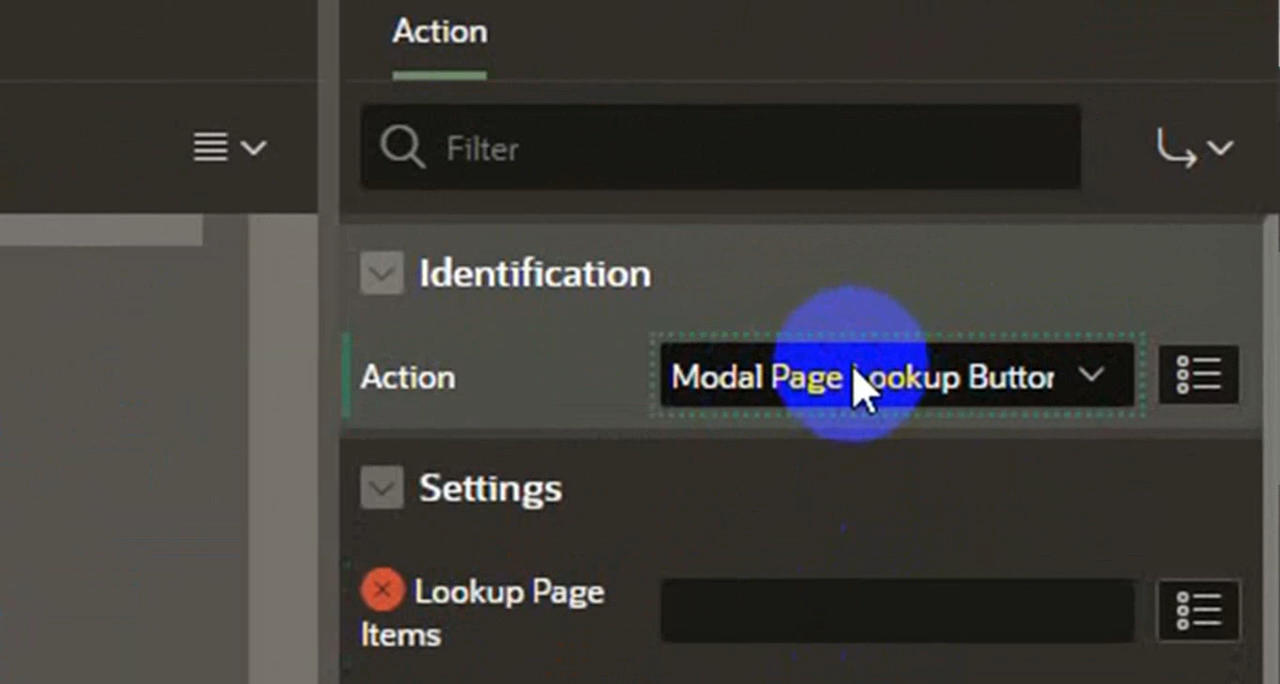 Action
Filter
Identification
Action
Modal Page Lookup Buttor
Settings
Lookup Page
Items